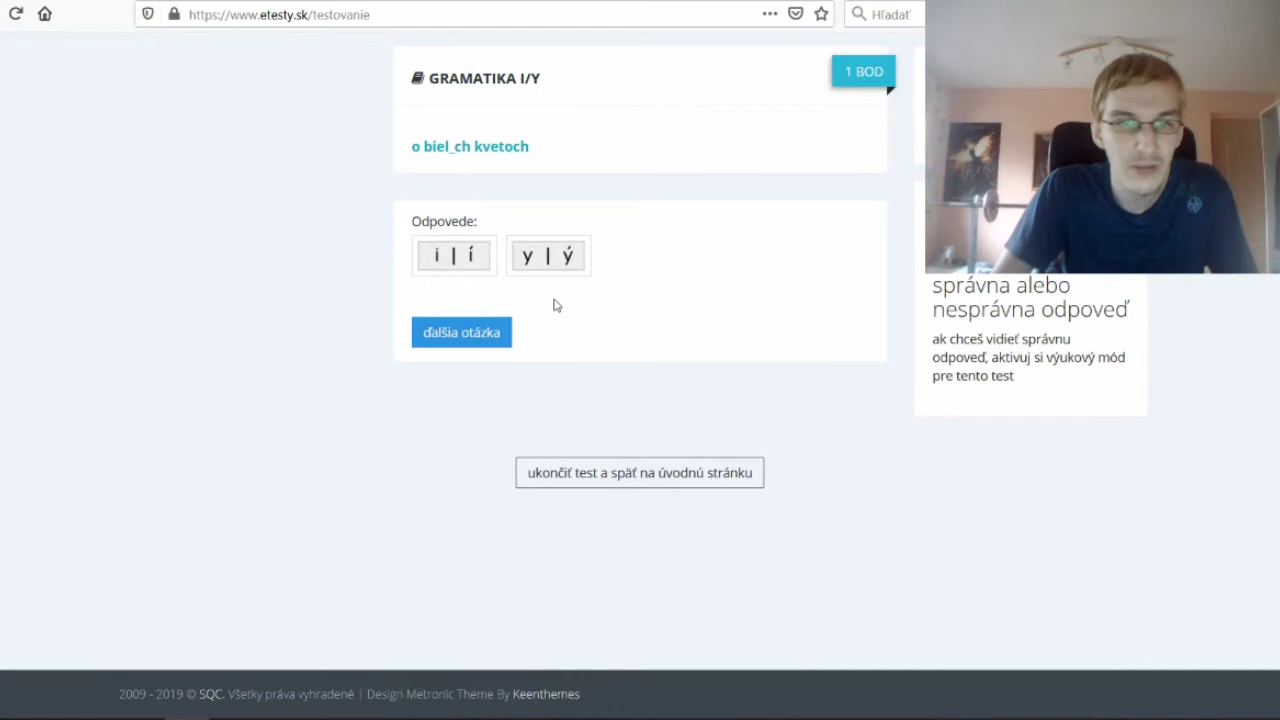 https://www.etesty.sk/testovanie
Hľadať
GRAMATIKA I/Y
1 BOD
o biel_ch kvetoch
Odpovede:
i | í
y | ý
ďalšia otázka
správna alebo
nesprávna odpoveď
ak chceš vidieť správnu
odpoveď, aktivuj si výukový mód
pre tento test
ukončiť test a späť na úvodnú stránku
2009 - 2019 © SQC. Všetky práva vyhradené | Design Metronic Theme By Keenthemes